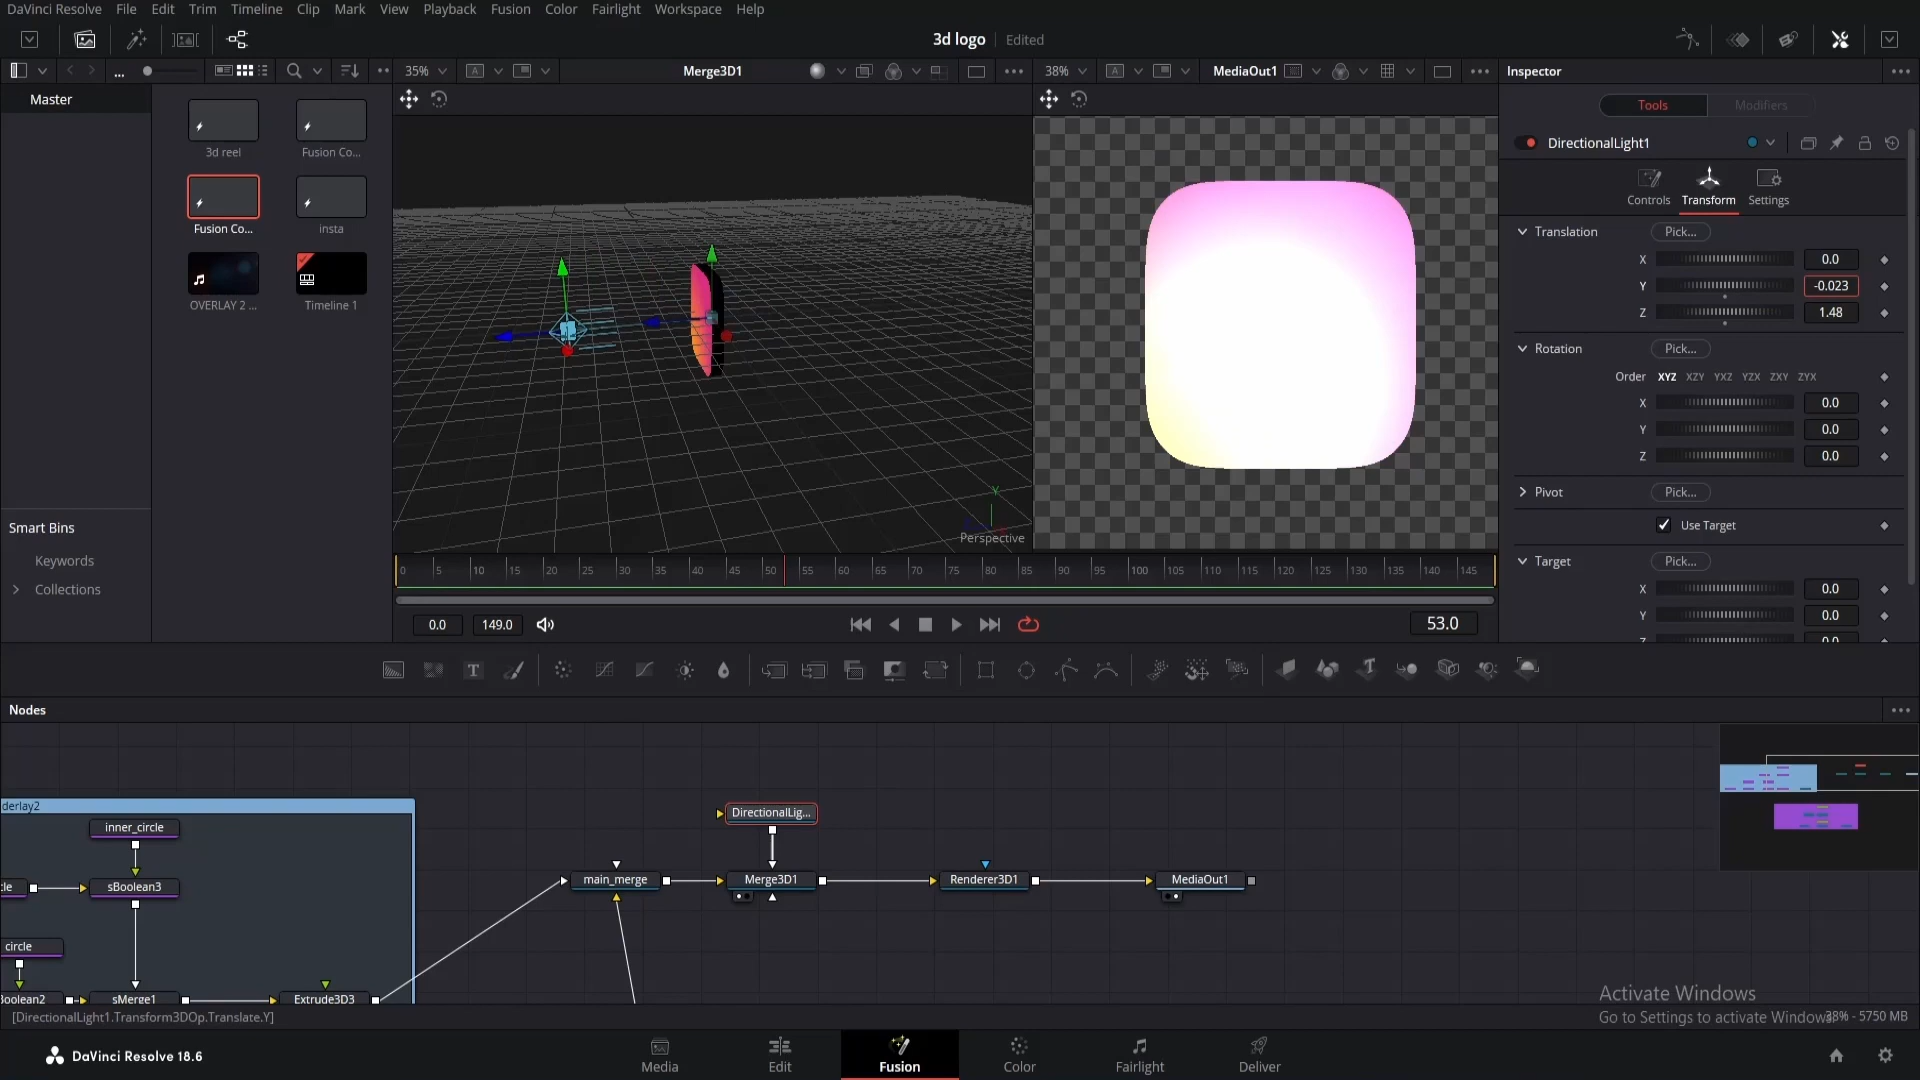 DaVinci Resolve File Edit Trim Timeline Clip Mark View Playback Fusion Color Fairlight Workspace Help
3d logo Edited
... 35% A Merge3D1 38% A MediaOut1 Inspector
Master
Tools Modifiers
DirectionalLight1
3d reel Fusion Co...
Controls Transform Settings
Fusion Co... insta
Translation Pick...
X 0.0
Y -0.023
Z 1.48
OVERLAY 2 ... Timeline 1
Rotation Pick...
Order XYZ XZY YXZ YZX ZXY ZYX
X 0.0
Y 0.0
Z 0.0
Pivot Pick...
Use Target
Smart Bins
Keywords
Collections
Y
Perspective
Target Pick...
X 0.0
Y 0.0
Z 0.0
0 5 10 15 20 25 30 35 40 45 50 55 60 65 70 75 80 85 90 95 100 105 110 115 120 125 130 135 140 145
0.0 149.0 53.0
T
Nodes
derlay2
inner_circle
DirectionalLig...
cle sBoolean3 main_merge Merge3D1 Renderer3D1 MediaOut1
circle
Boolean2 sMerge1 Extrude3D3
Activate Windows
Go to Settings to activate Windows.
[DirectionalLight1.Transform3DOp.Translate.Y] 38% - 5750 MB
DaVinci Resolve 18.6
Media Edit Fusion Color Fairlight Deliver